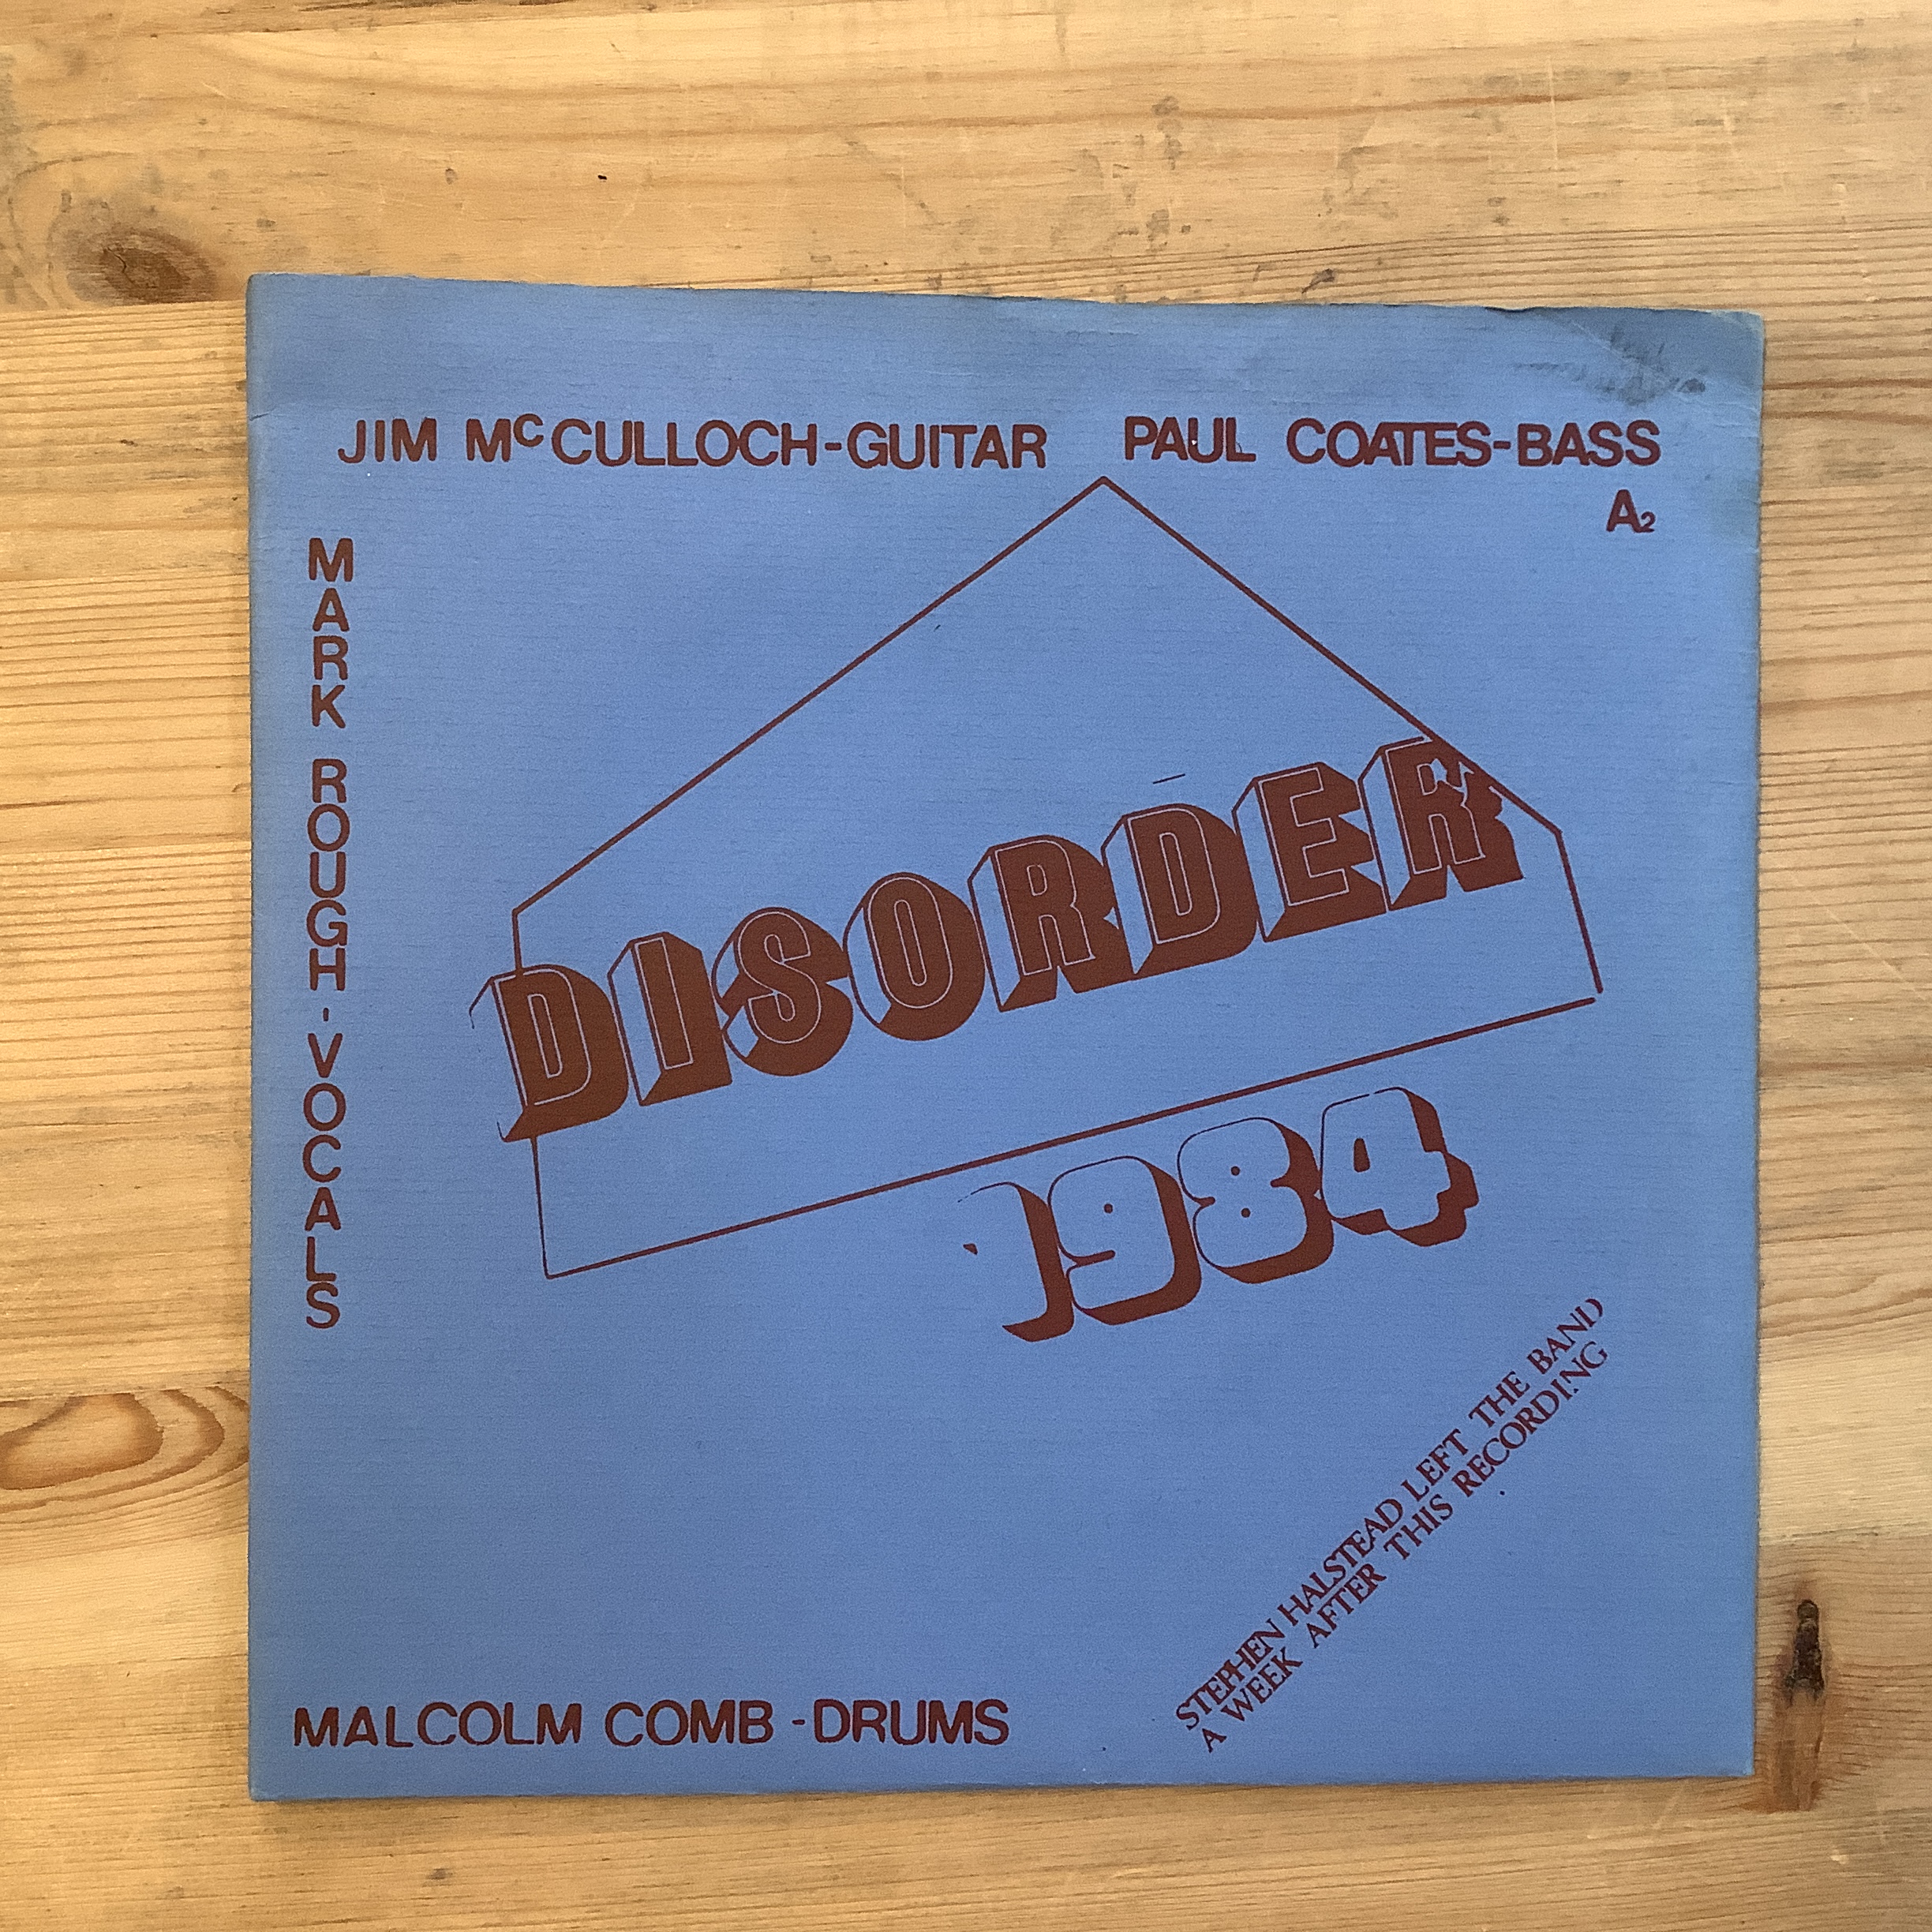 JIM McCULLOCH-GUITAR PAUL COATES-BASS
A2
MARK ROUGH-VOCALS
DISORDER
1984
STEPHEN HALSTEAD LEFT THE BAND
A WEEK AFTER THIS RECORDING
MALCOLM COMB-DRUMS